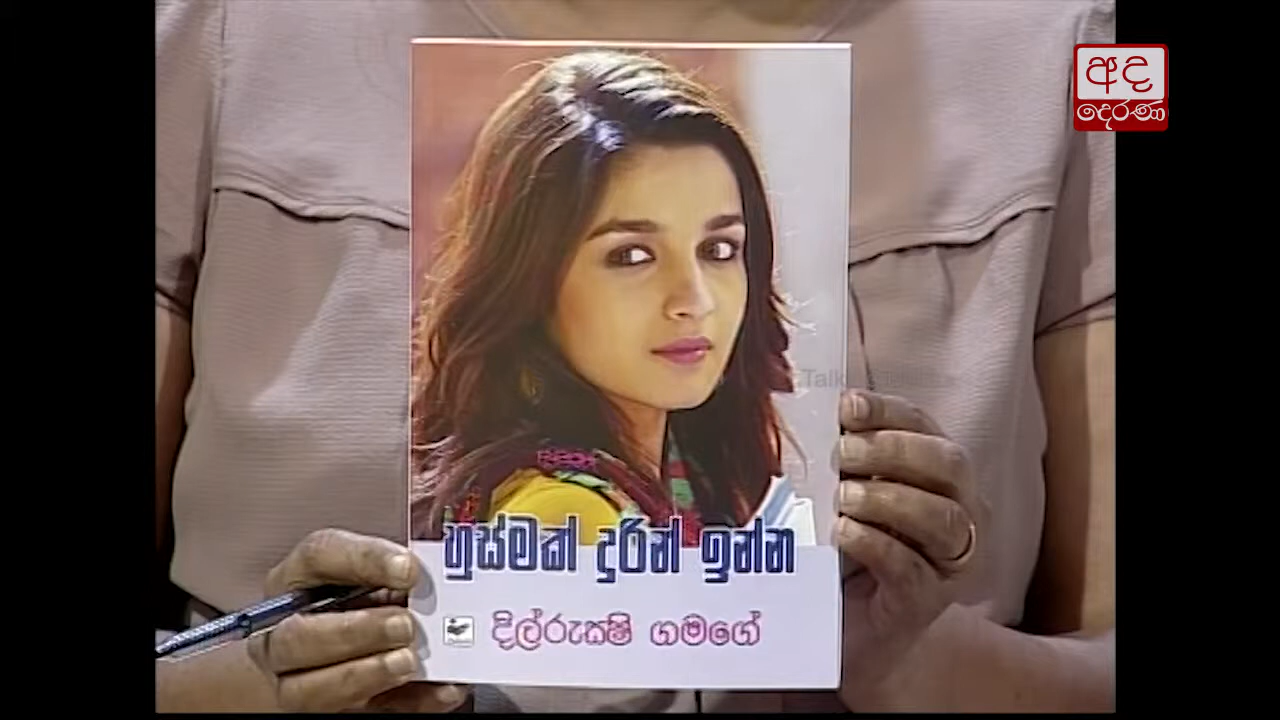 අද
දෙරණ
හුස්මක් දුරින් ඉන්න
දිල්රුක්ෂි ගමගේ